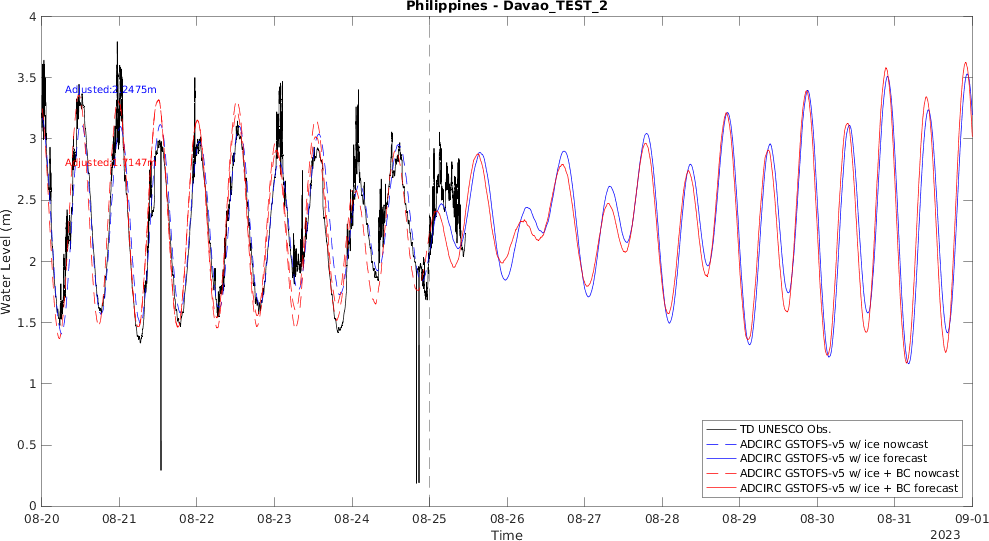 Philippines - Davao_TEST_2
Water Level (m)
4
3.5
3
2.5
2
1.5
1
0.5
0
Adjusted:2.2475m
TD UNESCO Obs.
ADCIRC GSTOFS-v5 w/ ice nowcast
ADCIRC GSTOFS-v5 w/ ice forecast
ADCIRC GSTOFS-v5 w/ ice + BC nowcast
ADCIRC GSTOFS-v5 w/ ice + BC forecast
08-20 08-21 08-22 08-23 08-24 08-25 08-26 08-27 08-28 08-29 08-30 08-31 09-01
Time
2023